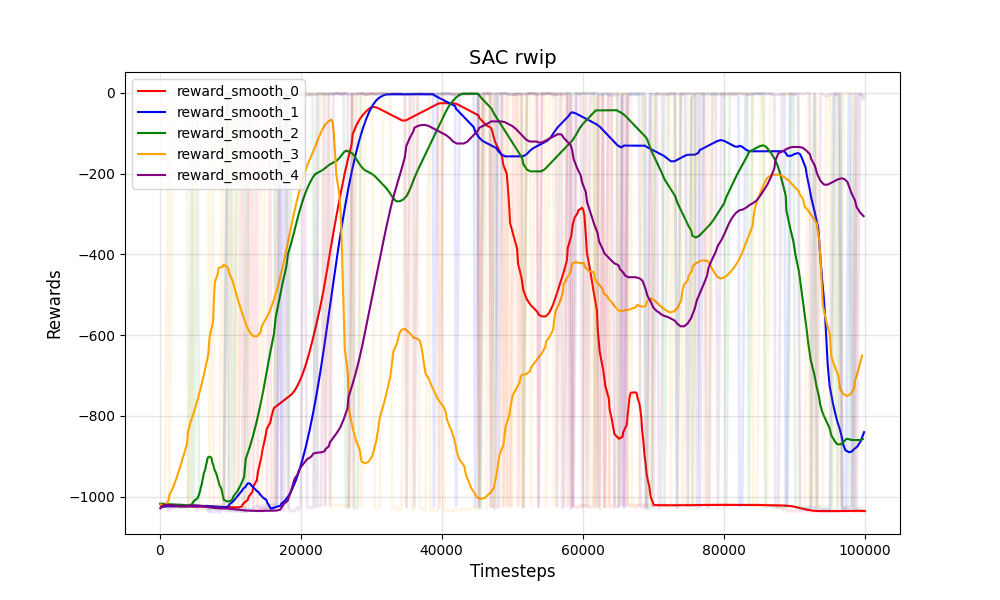 SAC rwip
reward_smooth_0
reward_smooth_1
reward_smooth_2
reward_smooth_3
reward_smooth_4
0
−200
−400
−600
−800
−1000
Rewards
0 20000 40000 60000 80000 100000
Timesteps